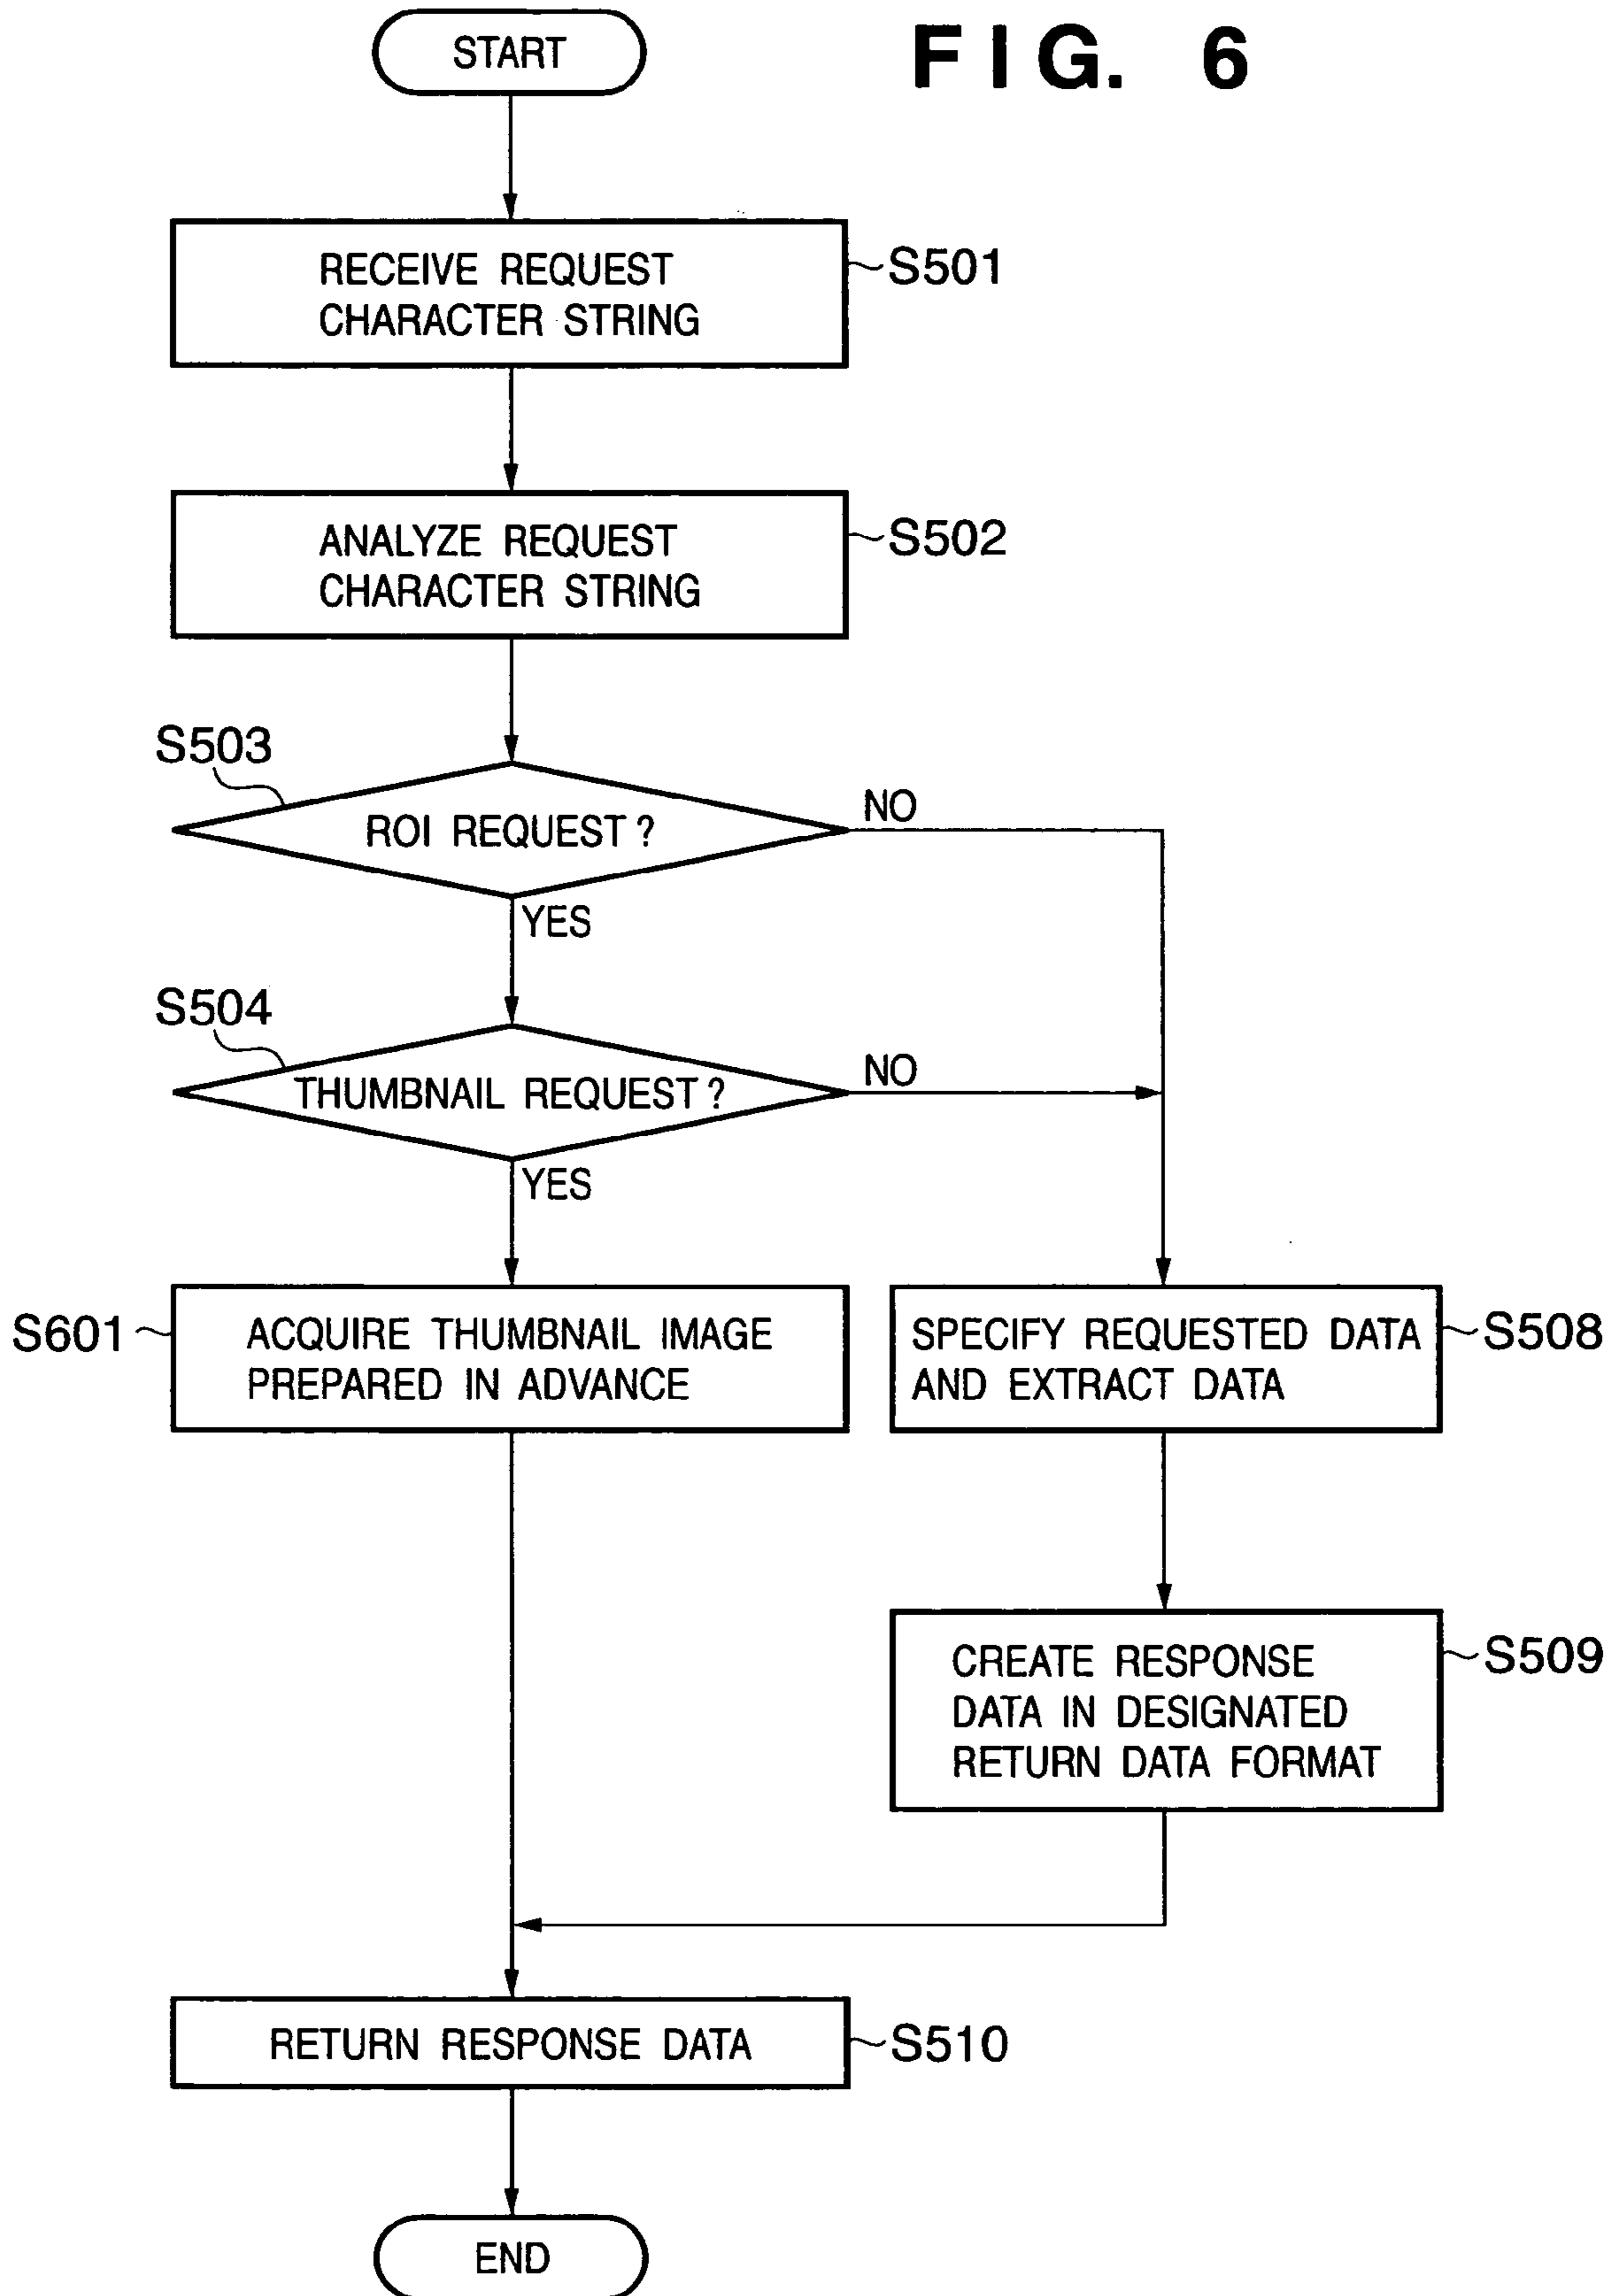 FIG. 6
START
RECEIVE REQUEST
CHARACTER STRING
S501
ANALYZE REQUEST
CHARACTER STRING
S502
S503
ROI REQUEST?
NO
YES
S504
THUMBNAIL REQUEST?
NO
YES
S601
ACQUIRE THUMBNAIL IMAGE
PREPARED IN ADVANCE
SPECIFY REQUESTED DATA
AND EXTRACT DATA
S508
CREATE RESPONSE
DATA IN DESIGNATED
RETURN DATA FORMAT
S509
RETURN RESPONSE DATA
S510
END